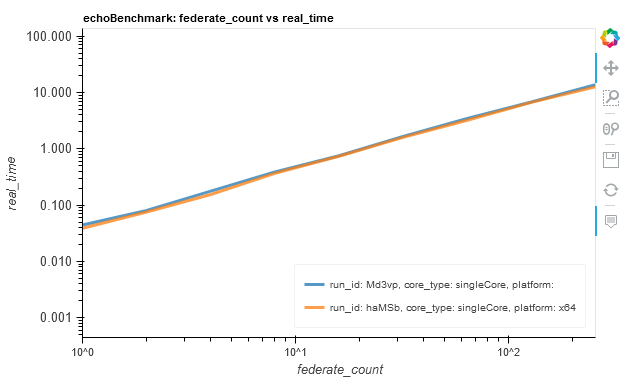 echoBenchmark: federate_count vs real_time
100.000
10.000
1.000
0.100
0.010
0.001
real_time
run_id: Md3vp, core_type: singleCore, platform:
run_id: haMSb, core_type: singleCore, platform: x64
10^0
10^1
10^2
federate_count